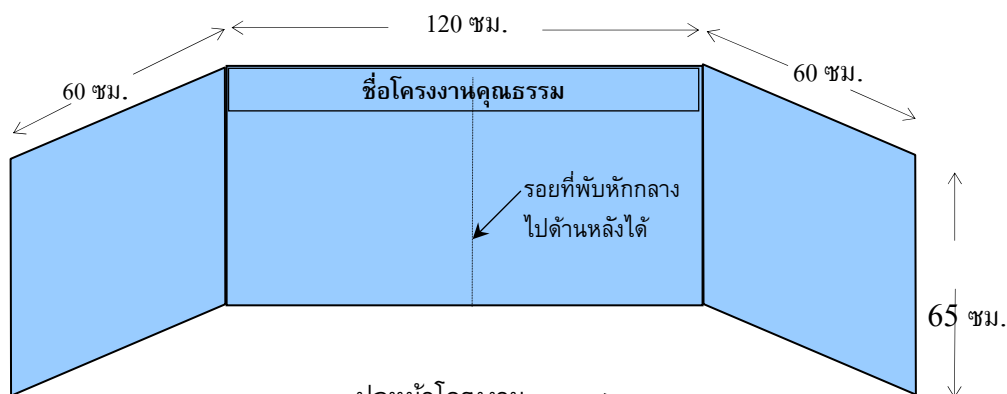 120 ซม.
60 ซม.
60 ซม.
ชื่อโครงงานคุณธรรม
รอยที่พับหักกลาง
ไปด้านหลังได้
65 ซม.